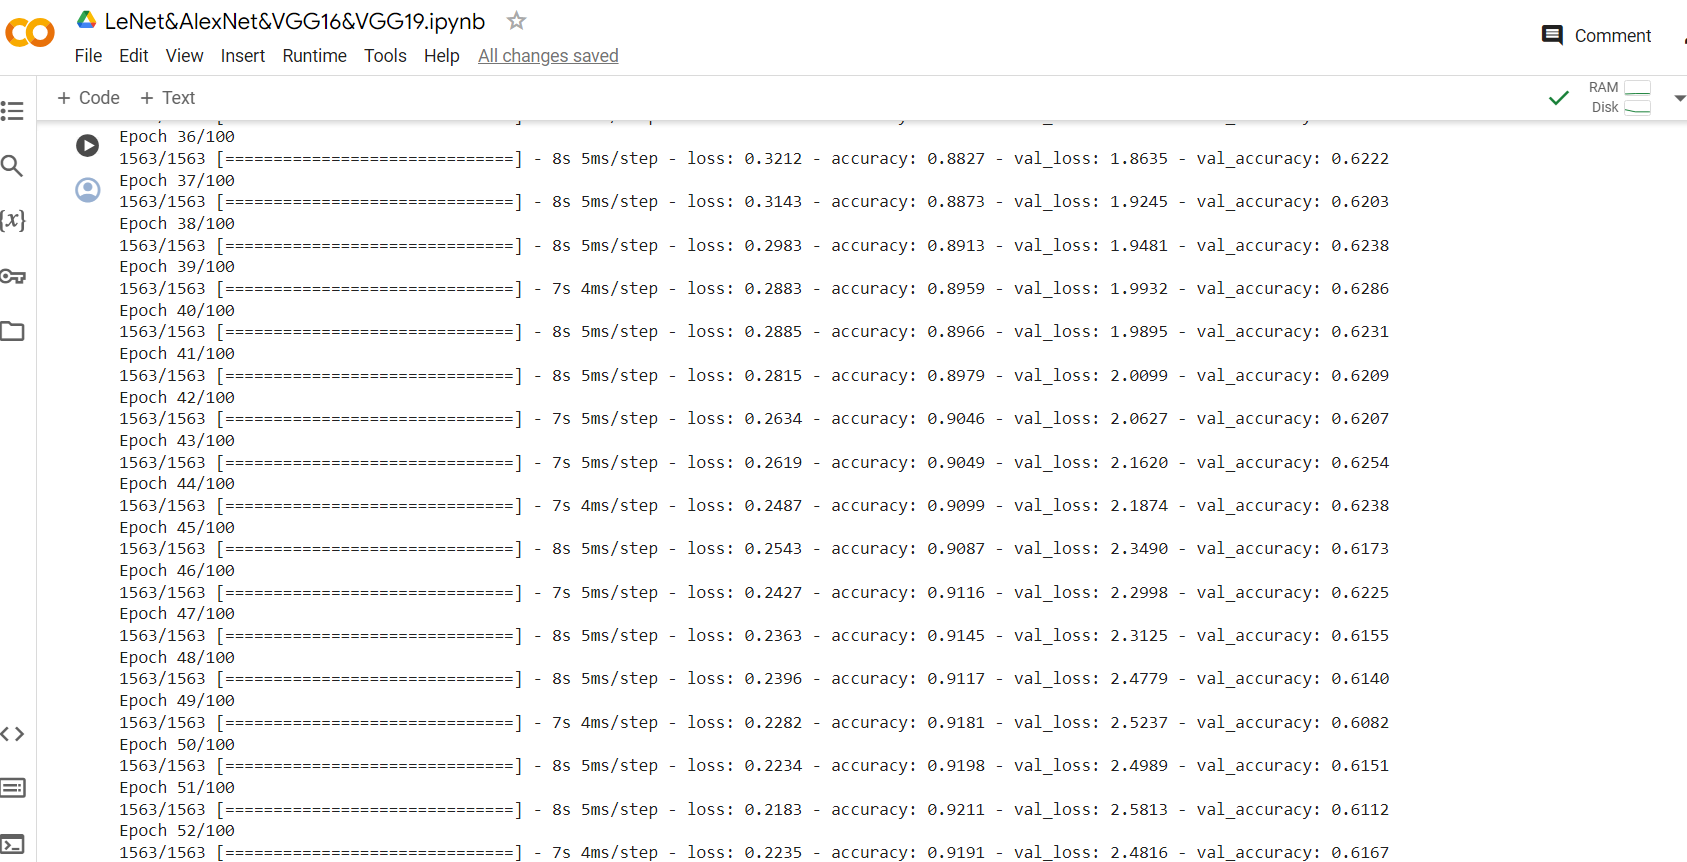 LeNet&AlexNet&VGG16&VGG19.ipynb
Comment
File Edit View Insert Runtime Tools Help All changes saved
+ Code + Text
RAM
Disk
Epoch 36/100
1563/1563 [==============================] - 8s 5ms/step - loss: 0.3212 - accuracy: 0.8827 - val_loss: 1.8635 - val_accuracy: 0.6222
Epoch 37/100
1563/1563 [==============================] - 8s 5ms/step - loss: 0.3143 - accuracy: 0.8873 - val_loss: 1.9245 - val_accuracy: 0.6203
Epoch 38/100
1563/1563 [==============================] - 8s 5ms/step - loss: 0.2983 - accuracy: 0.8913 - val_loss: 1.9481 - val_accuracy: 0.6238
Epoch 39/100
1563/1563 [==============================] - 7s 4ms/step - loss: 0.2883 - accuracy: 0.8959 - val_loss: 1.9932 - val_accuracy: 0.6286
Epoch 40/100
1563/1563 [==============================] - 8s 5ms/step - loss: 0.2885 - accuracy: 0.8966 - val_loss: 1.9895 - val_accuracy: 0.6231
Epoch 41/100
1563/1563 [==============================] - 8s 5ms/step - loss: 0.2815 - accuracy: 0.8979 - val_loss: 2.0099 - val_accuracy: 0.6209
Epoch 42/100
1563/1563 [==============================] - 7s 5ms/step - loss: 0.2634 - accuracy: 0.9046 - val_loss: 2.0627 - val_accuracy: 0.6207
Epoch 43/100
1563/1563 [==============================] - 7s 5ms/step - loss: 0.2619 - accuracy: 0.9049 - val_loss: 2.1620 - val_accuracy: 0.6254
Epoch 44/100
1563/1563 [==============================] - 7s 4ms/step - loss: 0.2487 - accuracy: 0.9099 - val_loss: 2.1874 - val_accuracy: 0.6238
Epoch 45/100
1563/1563 [==============================] - 8s 5ms/step - loss: 0.2543 - accuracy: 0.9087 - val_loss: 2.3490 - val_accuracy: 0.6173
Epoch 46/100
1563/1563 [==============================] - 7s 5ms/step - loss: 0.2427 - accuracy: 0.9116 - val_loss: 2.2998 - val_accuracy: 0.6225
Epoch 47/100
1563/1563 [==============================] - 8s 5ms/step - loss: 0.2363 - accuracy: 0.9145 - val_loss: 2.3125 - val_accuracy: 0.6155
Epoch 48/100
1563/1563 [==============================] - 8s 5ms/step - loss: 0.2396 - accuracy: 0.9117 - val_loss: 2.4779 - val_accuracy: 0.6140
Epoch 49/100
1563/1563 [==============================] - 7s 4ms/step - loss: 0.2282 - accuracy: 0.9181 - val_loss: 2.5237 - val_accuracy: 0.6082
Epoch 50/100
1563/1563 [==============================] - 8s 5ms/step - loss: 0.2234 - accuracy: 0.9198 - val_loss: 2.4989 - val_accuracy: 0.6151
Epoch 51/100
1563/1563 [==============================] - 8s 5ms/step - loss: 0.2183 - accuracy: 0.9211 - val_loss: 2.5813 - val_accuracy: 0.6112
Epoch 52/100
1563/1563 [==============================] - 7s 4ms/step - loss: 0.2235 - accuracy: 0.9191 - val_loss: 2.4816 - val_accuracy: 0.6167